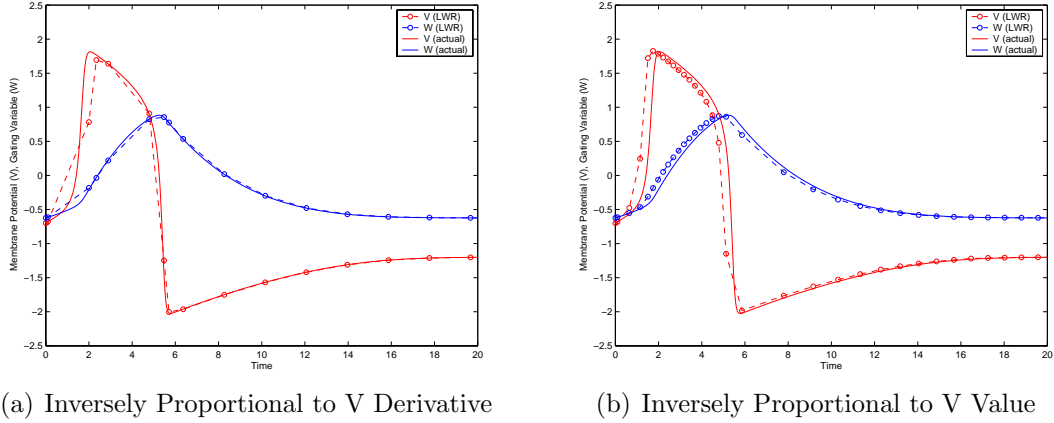 2.5
2
1.5
1
0.5
0
−0.5
−1
−1.5
−2
−2.5
Membrane Potential (V), Gating Variable (W)
0 2 4 6 8 10 12 14 16 18 20
Time
V (LWR)
W (LWR)
V (actual)
W (actual)
(a) Inversely Proportional to V Derivative
2.5
2
1.5
1
0.5
0
−0.5
−1
−1.5
−2
−2.5
Membrane Potential (V), Gating Variable (W)
0 2 4 6 8 10 12 14 16 18 20
Time
V (LWR)
W (LWR)
V (actual)
W (actual)
(b) Inversely Proportional to V Value